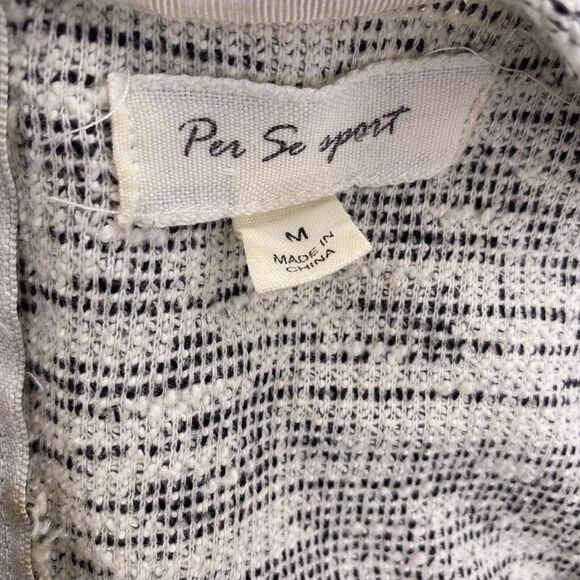 Per Se sport
M
MADE IN
CHINA